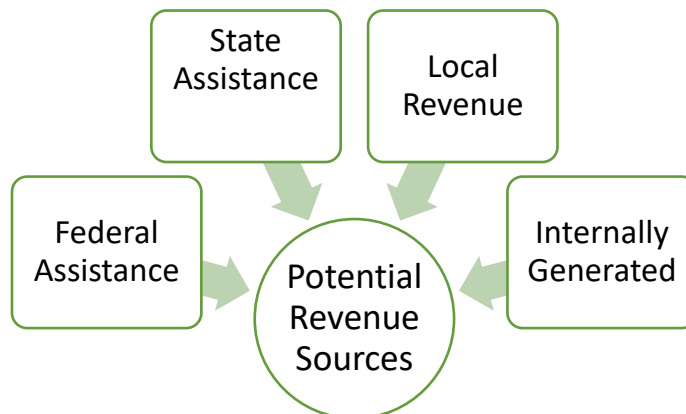 State
Assistance
Local
Revenue
Federal
Assistance
Internally
Generated
Potential
Revenue
Sources